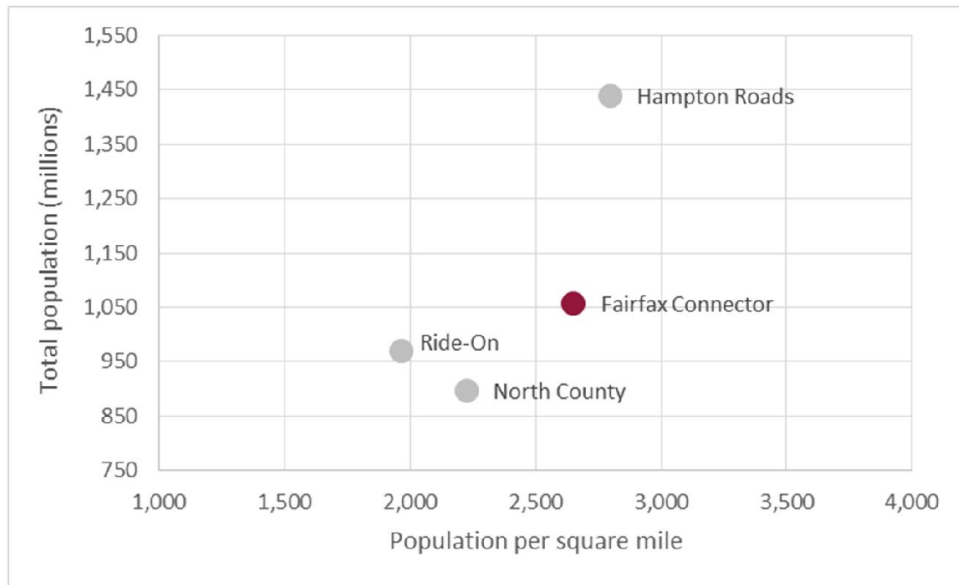 Total population (millions)
1,550
1,450
1,350
1,250
1,150
1,050
950
850
750
Hampton Roads
Fairfax Connector
Ride-On
North County
1,000 1,500 2,000 2,500 3,000 3,500 4,000
Population per square mile